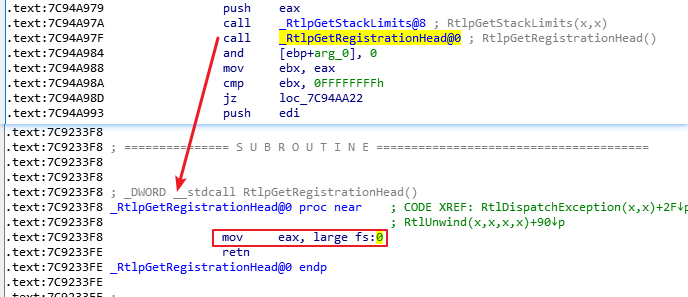 .text:7C94A979 push eax
.text:7C94A97A call _RtlpGetStackLimits@8 ; RtlpGetStackLimits(x,x)
.text:7C94A97F call _RtlpGetRegistrationHead@0 ; RtlpGetRegistrationHead()
.text:7C94A984 and [ebp+arg_0], 0
.text:7C94A988 mov ebx, eax
.text:7C94A98A cmp ebx, 0FFFFFFFFh
.text:7C94A98D jz loc_7C94AA22
.text:7C94A993 push edi
.text:7C9233F8
.text:7C9233F8 ; =============== S U B R O U T I N E =======================================
.text:7C9233F8
.text:7C9233F8
.text:7C9233F8 ; _DWORD __stdcall RtlpGetRegistrationHead()
.text:7C9233F8 _RtlpGetRegistrationHead@0 proc near ; CODE XREF: RtlDispatchException(x,x)+2F↓p
.text:7C9233F8 ; RtlUnwind(x,x,x,x)+90↓p
.text:7C9233F8 mov eax, large fs:0
.text:7C9233FE retn
.text:7C9233FE _RtlpGetRegistrationHead@0 endp
.text:7C9233FE